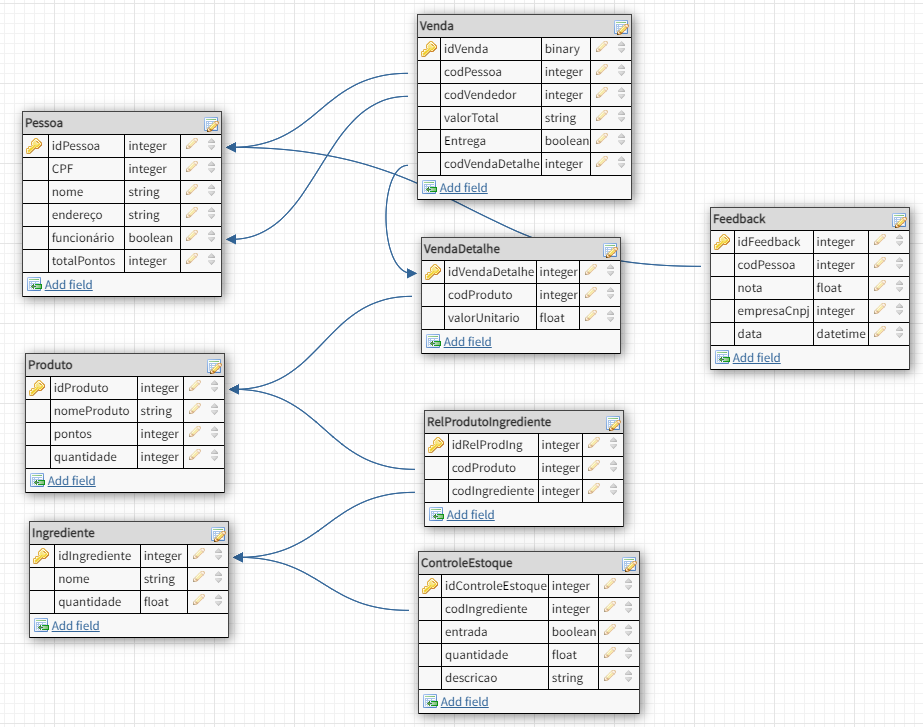 Venda
idVenda binary
codPessoa integer
codVendedor integer
valorTotal string
Entrega boolean
codVendaDetalhe integer
Add field
Pessoa
idPessoa integer
CPF integer
nome string
endereço string
funcionário boolean
totalPontos integer
Add field
Feedback
idFeedback integer
codPessoa integer
nota float
empresaCnpj integer
data datetime
Add field
VendaDetalhe
idVendaDetalhe integer
codProduto integer
valorUnitario float
Add field
Produto
idProduto integer
nomeProduto string
pontos integer
quantidade integer
Add field
RelProdutoIngrediente
idRelProdIng integer
codProduto integer
codIngrediente integer
Add field
Ingrediente
idIngrediente integer
nome string
quantidade float
Add field
ControleEstoque
idControleEstoque integer
codIngrediente integer
entrada boolean
quantidade float
descricao string
Add field